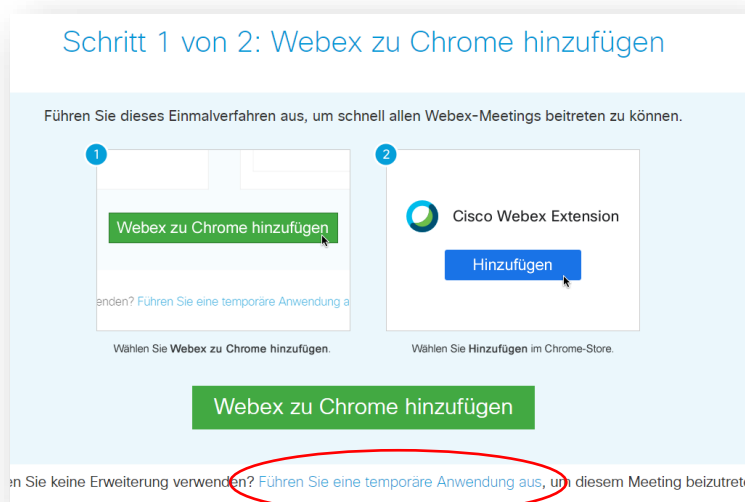 Schritt 1 von 2: Webex zu Chrome hinzufügen
Führen Sie dieses Einmalverfahren aus, um schnell allen Webex-Meetings beitreten zu können.
1
Webex zu Chrome hinzufügen
enden? Führen Sie eine temporäre Anwendung a
Wählen Sie Webex zu Chrome hinzufügen.
2
Cisco Webex Extension
Hinzufügen
Wählen Sie Hinzufügen im Chrome-Store.
Webex zu Chrome hinzufügen
en Sie keine Erweiterung verwenden? Führen Sie eine temporäre Anwendung aus, um diesem Meeting beizutrete